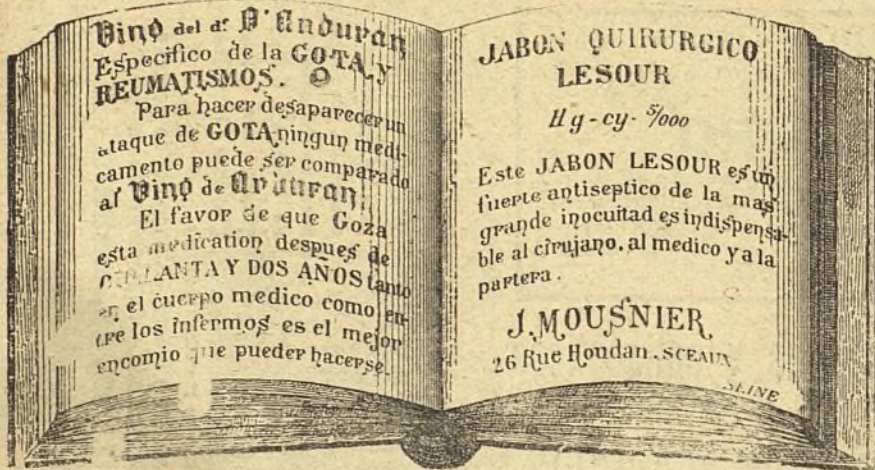 Vino del dr D'Anduran
Especifico de la GOTA y
REUMATISMOS.
Para hacer desaparecer un
ataque de GOTA ningun medi-
camento puede ser comparado
al Vino de Anduran.
El favor de que Goza
esta medication despues de
Y DOS AÑOS tanto
en el cuerpo medico como en-
tre los infermos es el mejor
encomio que pueder hacerse.
JABON QUIRURGICO
LESOUR
Hg-cy- 5/000
Este JABON LESOUR es un
fuerte antiseptico de la mas
grande inocuitad es indispensa-
ble al cirujano, al medico y a la
partera.
J. MOUSNIER
26 Rue Houdan. SCEAUX
SEINE